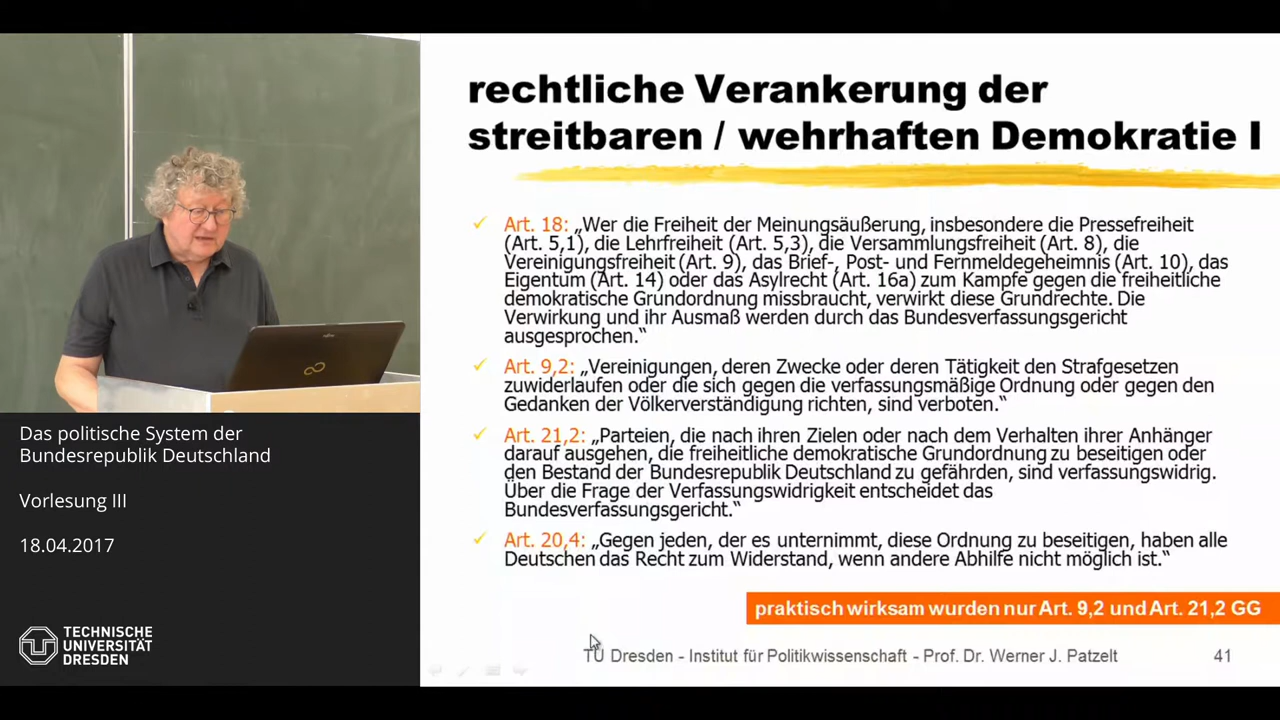 rechtliche Verankerung der
streitbaren / wehrhaften Demokratie I
Art. 18: „Wer die Freiheit der Meinungsäußerung, insbesondere die Pressefreiheit
(Art. 5,1), die Lehrfreiheit (Art. 5,3), die Versammlungsfreiheit (Art. 8), die
Vereinigungsfreiheit (Art. 9), das Brief-, Post- und Fernmeldegeheimnis (Art. 10), das
Eigentum (Art. 14) oder das Asylrecht (Art. 16a) zum Kampfe gegen die freiheitliche
demokratische Grundordnung missbraucht, verwirkt diese Grundrechte. Die
Verwirkung und ihr Ausmaß werden durch das Bundesverfassungsgericht
ausgesprochen.“
Art. 9,2: „Vereinigungen, deren Zwecke oder deren Tätigkeit den Strafgesetzen
zuwiderlaufen oder die sich gegen die verfassungsmäßige Ordnung oder gegen den
Gedanken der Völkerverständigung richten, sind verboten.“
Art. 21,2: „Parteien, die nach ihren Zielen oder nach dem Verhalten ihrer Anhänger
darauf ausgehen, die freiheitliche demokratische Grundordnung zu beseitigen oder
den Bestand der Bundesrepublik Deutschland zu gefährden, sind verfassungswidrig.
Über die Frage der Verfassungswidrigkeit entscheidet das
Bundesverfassungsgericht.“
Art. 20,4: „Gegen jeden, der es unternimmt, diese Ordnung zu beseitigen, haben alle
Deutschen das Recht zum Widerstand, wenn andere Abhilfe nicht möglich ist.“
praktisch wirksam wurden nur Art. 9,2 und Art. 21,2 GG
TU Dresden - Institut für Politikwissenschaft - Prof. Dr. Werner J. Patzelt
41
Das politische System der
Bundesrepublik Deutschland
Vorlesung III
18.04.2017
TECHNISCHE
UNIVERSITÄT
DRESDEN